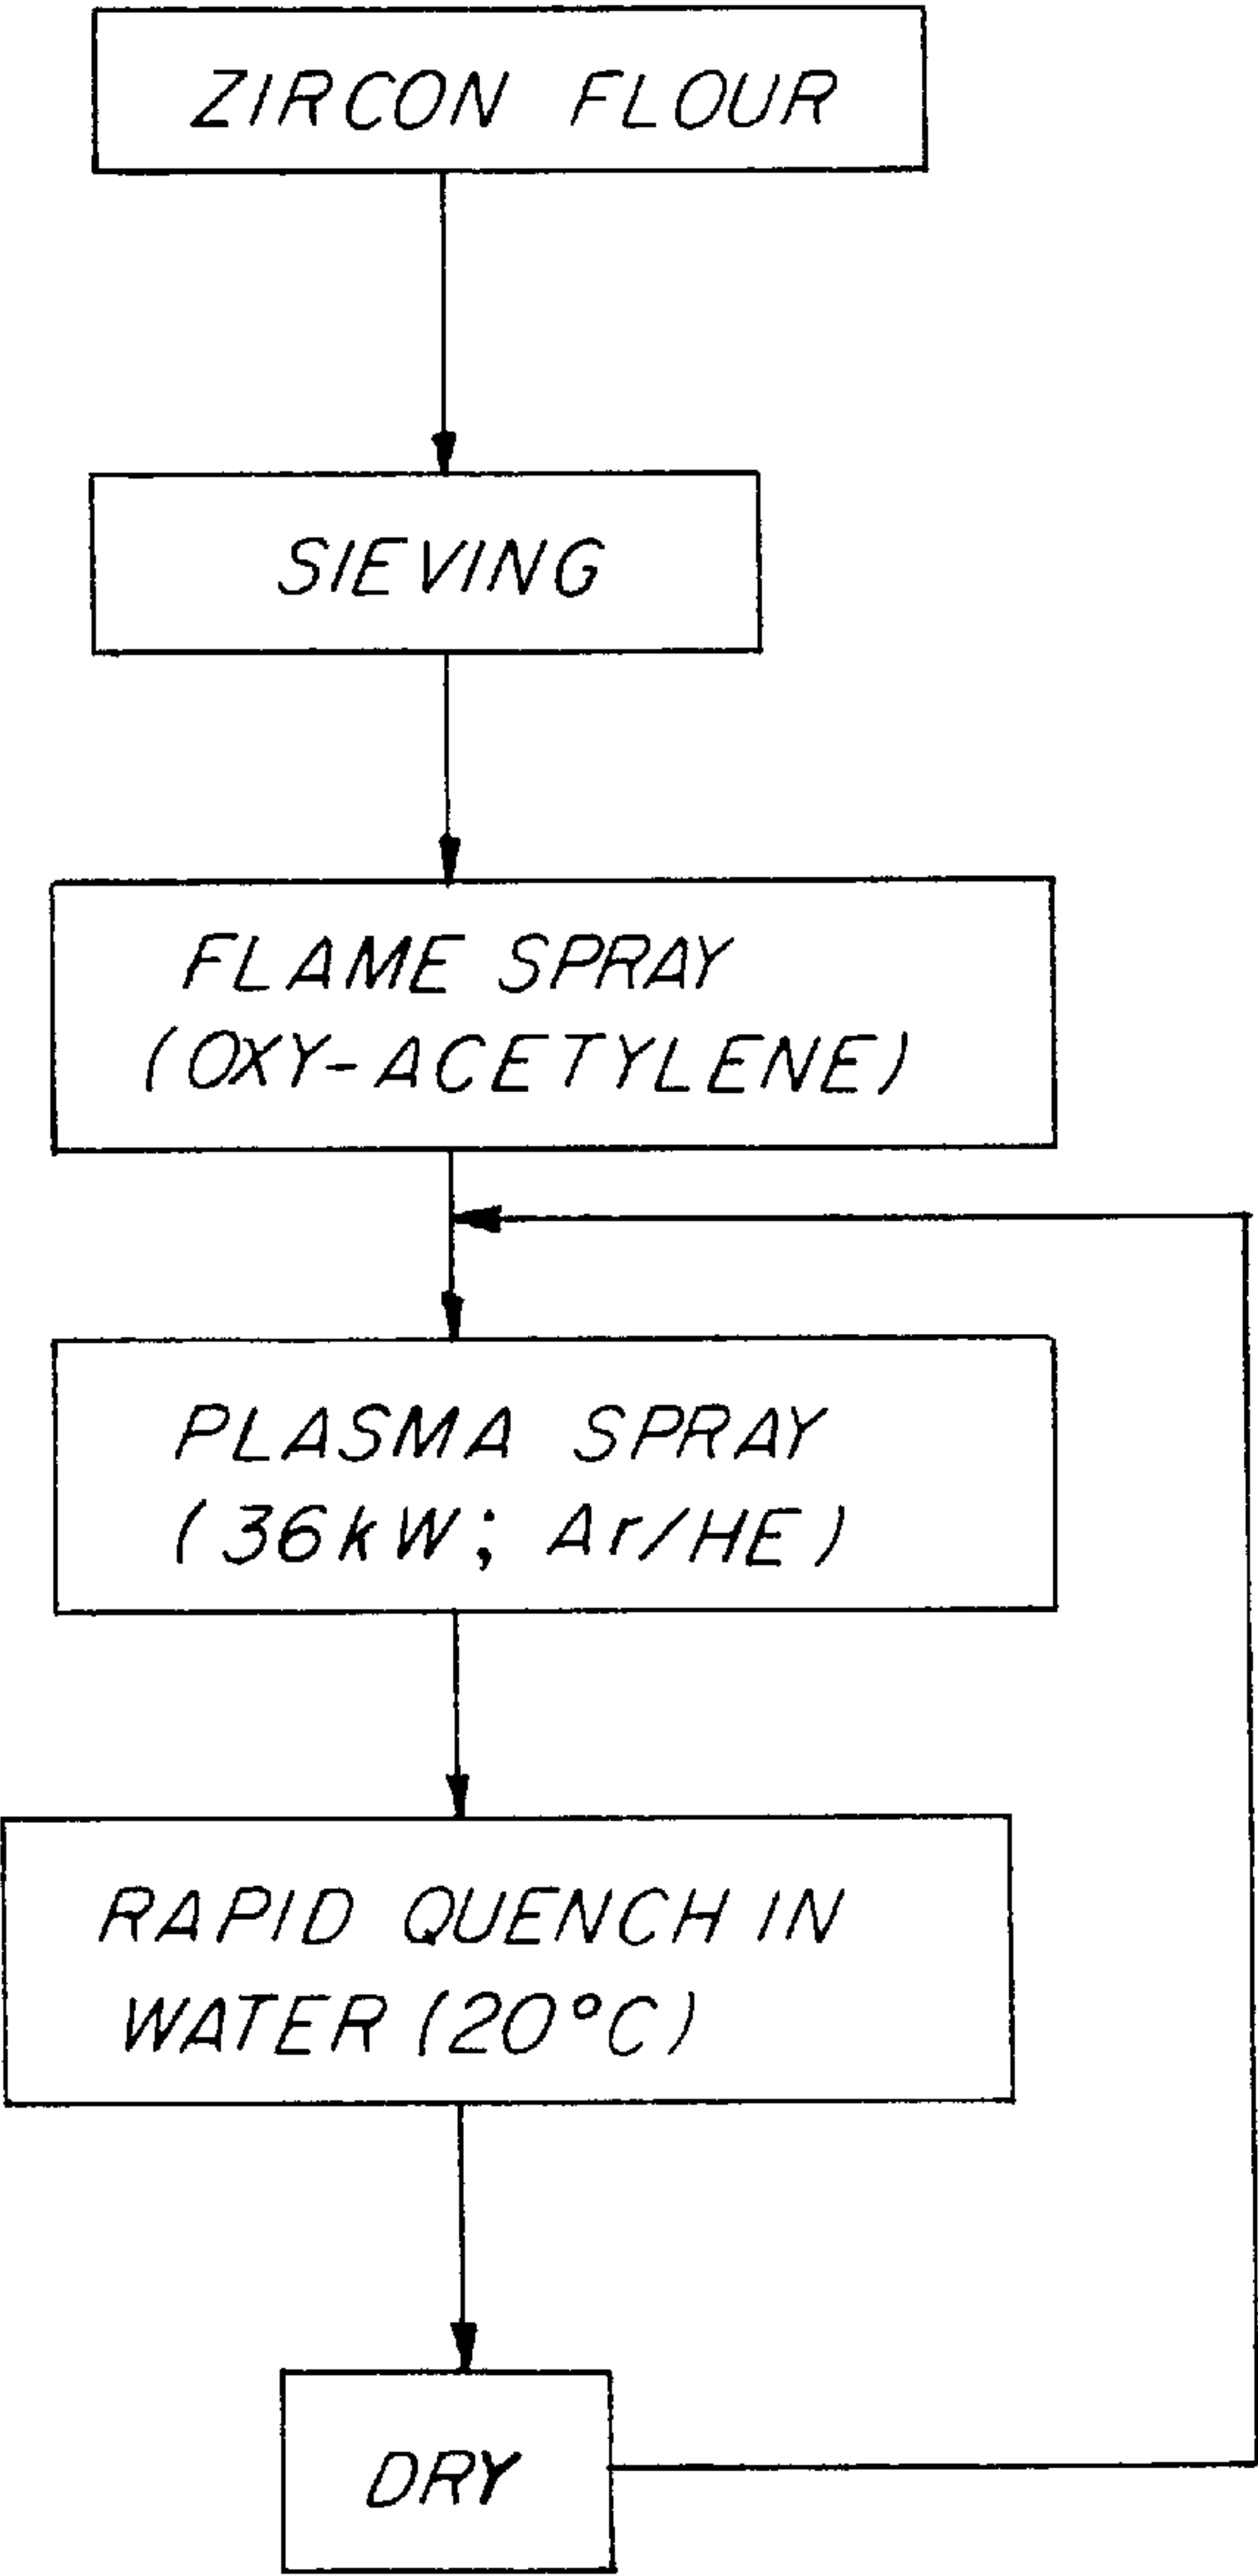 ZIRCON FLOUR
SIEVING
FLAME SPRAY
(OXY-ACETYLENE)
PLASMA SPRAY
(36kW; Ar/HE)
RAPID QUENCH IN
WATER (20°C)
DRY